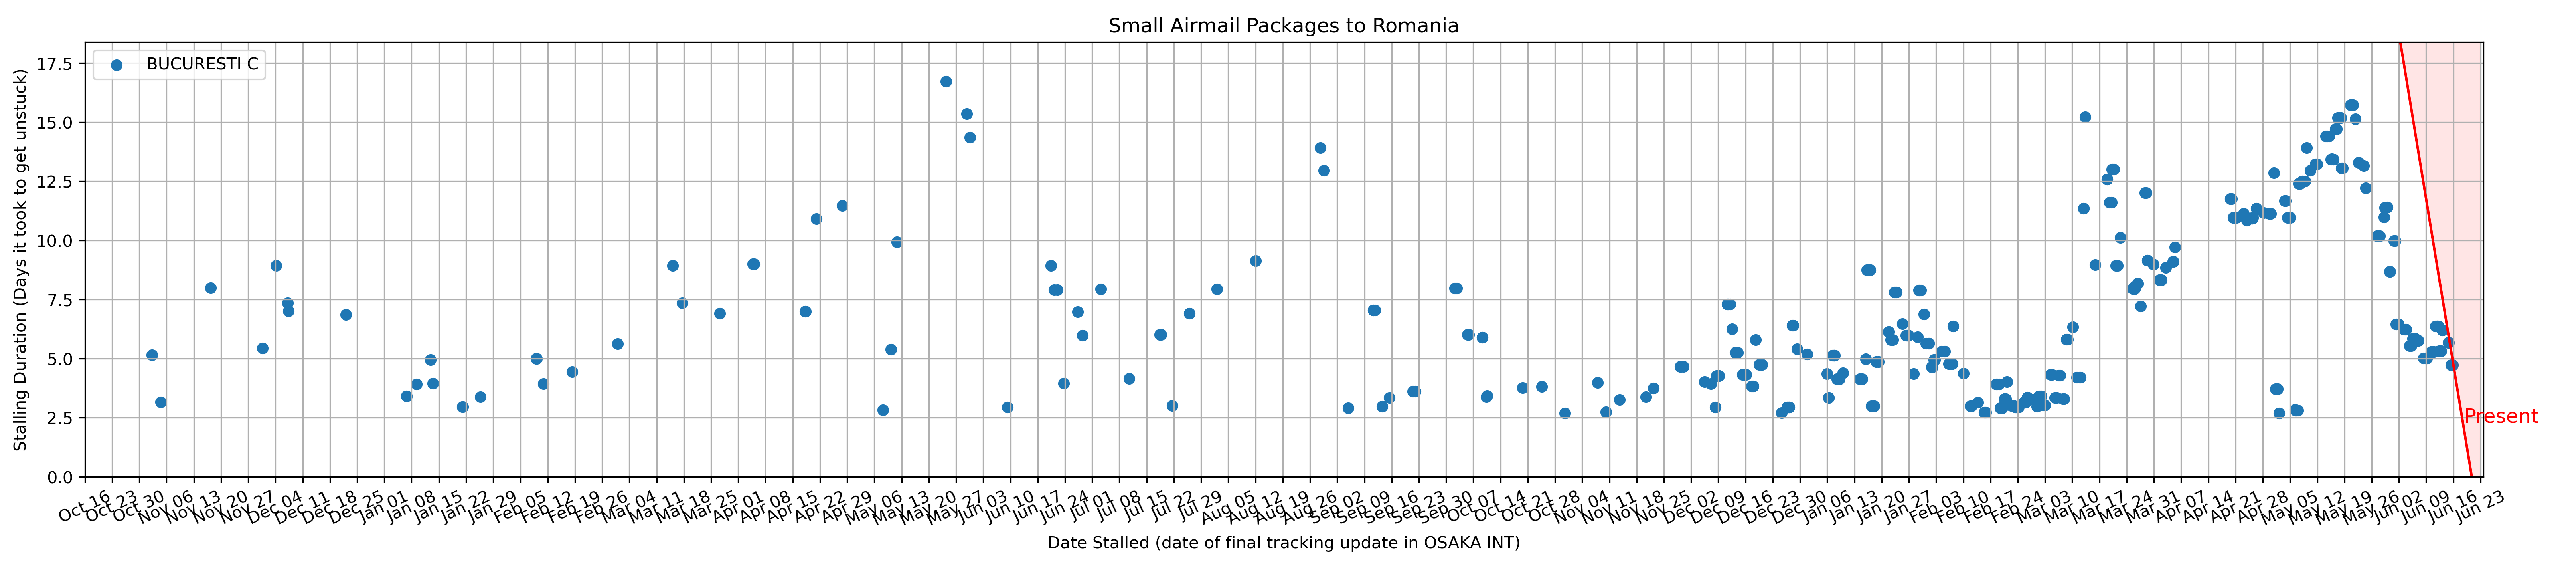 Small Airmail Packages to Romania
BUCURESTI C
Stalling Duration (Days it took to get unstuck)
17.5
15.0
12.5
10.0
7.5
5.0
2.5
0.0
Present
Oct 16
Oct 23
Oct 30
Nov 06
Nov 13
Nov 20
Nov 27
Dec 04
Dec 11
Dec 18
Dec 25
Jan 01
Jan 08
Jan 15
Jan 22
Jan 29
Feb 05
Feb 12
Feb 19
Feb 26
Mar 04
Mar 11
Mar 18
Mar 25
Apr 01
Apr 08
Apr 15
Apr 22
Apr 29
May 06
May 13
May 20
May 27
Jun 03
Jun 10
Jun 17
Jun 24
Jul 01
Jul 08
Jul 15
Jul 22
Jul 29
Aug 05
Aug 12
Aug 19
Aug 26
Sep 02
Sep 09
Sep 16
Sep 23
Sep 30
Oct 07
Oct 14
Oct 21
Oct 28
Nov 04
Nov 11
Nov 18
Nov 25
Dec 02
Dec 09
Dec 16
Dec 23
Dec 30
Jan 06
Jan 13
Jan 20
Jan 27
Feb 03
Feb 10
Feb 17
Feb 24
Mar 03
Mar 10
Mar 17
Mar 24
Mar 31
Apr 07
Apr 14
Apr 21
Apr 28
May 05
May 12
May 19
May 26
Jun 02
Jun 09
Jun 16
Jun 23
Date Stalled (date of final tracking update in OSAKA INT)